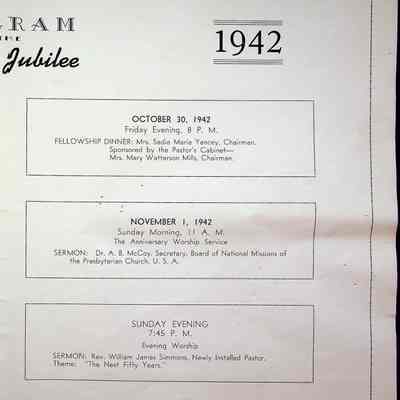 GRAM
THE
Jubilee
1942
OCTOBER 30, 1942
Friday Evening, 8 P. M.
FELLOWSHIP DINNER: Mrs. Sadie Marie Yancey, Chairman.
Sponsored by the Pastor's Cabinet—
Mrs. Mary Watterson Mills, Chairman.
NOVEMBER 1, 1942
Sunday Morning, 11 A. M.
The Anniversary Worship Service
SERMON: Dr. A. B. McCoy, Secretary, Board of National Missions of
the Presbyterian Church, U. S. A.
SUNDAY EVENING
7:45 P. M.
Evening Worship
SERMON: Rev. William James Simmons, Newly Installed Pastor.
Theme: "The Next Fifty Years."